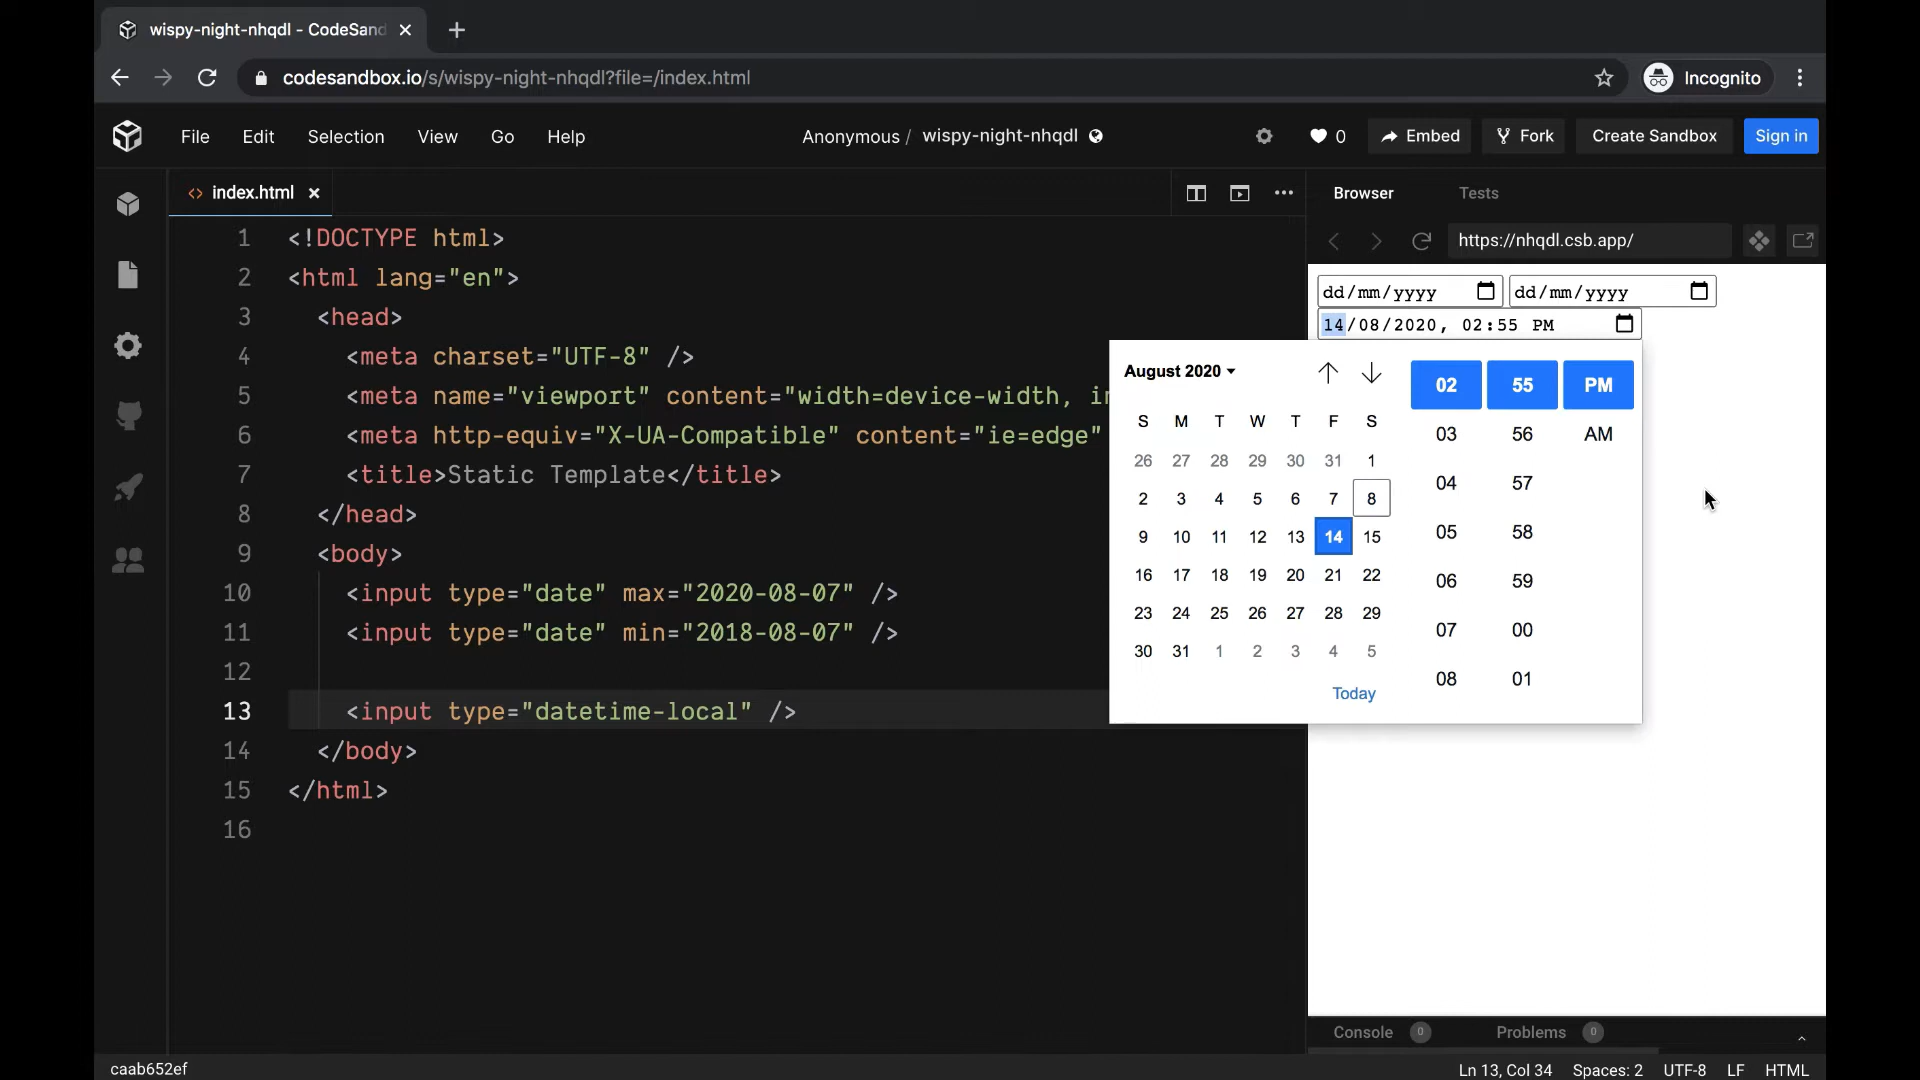 wispy-night-nhqdl - CodeSand
codesandbox.io/s/wispy-night-nhqdl?file=/index.html
Incognito
File Edit Selection View Go Help
Anonymous / wispy-night-nhqdl
0 Embed Fork Create Sandbox Sign in
<> index.html
Browser Tests
https://nhqdl.csb.app/
1 <!DOCTYPE html>
2 <html lang="en">
3 <head>
4 <meta charset="UTF-8" />
5 <meta name="viewport" content="width=device-width, in
6 <meta http-equiv="X-UA-Compatible" content="ie=edge"
7 <title>Static Template</title>
8 </head>
9 <body>
10 <input type="date" max="2020-08-07" />
11 <input type="date" min="2018-08-07" />
12
13 <input type="datetime-local" />
14 </body>
15 </html>
16
dd/mm/yyyy dd/mm/yyyy
14/08/2020, 02:55 PM
August 2020
S M T W T F S
26 27 28 29 30 31 1
2 3 4 5 6 7 8
9 10 11 12 13 14 15
16 17 18 19 20 21 22
23 24 25 26 27 28 29
30 31 1 2 3 4 5
Today
02 55 PM
03 56 AM
04 57
05 58
06 59
07 00
08 01
Console 0 Problems 0
caab652ef
Ln 13, Col 34 Spaces: 2 UTF-8 LF HTML